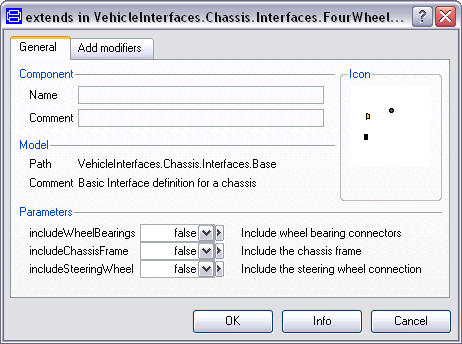 extends in VehicleInterfaces.Chassis.Interfaces.FourWheel...
General Add modifiers
Component Icon
Name
Comment
Model
Path VehicleInterfaces.Chassis.Interfaces.Base
Comment Basic Interface definition for a chassis
Parameters
includeWheelBearings false Include wheel bearing connectors
includeChassisFrame false Include the chassis frame
includeSteeringWheel false Include the steering wheel connection
OK Info Cancel